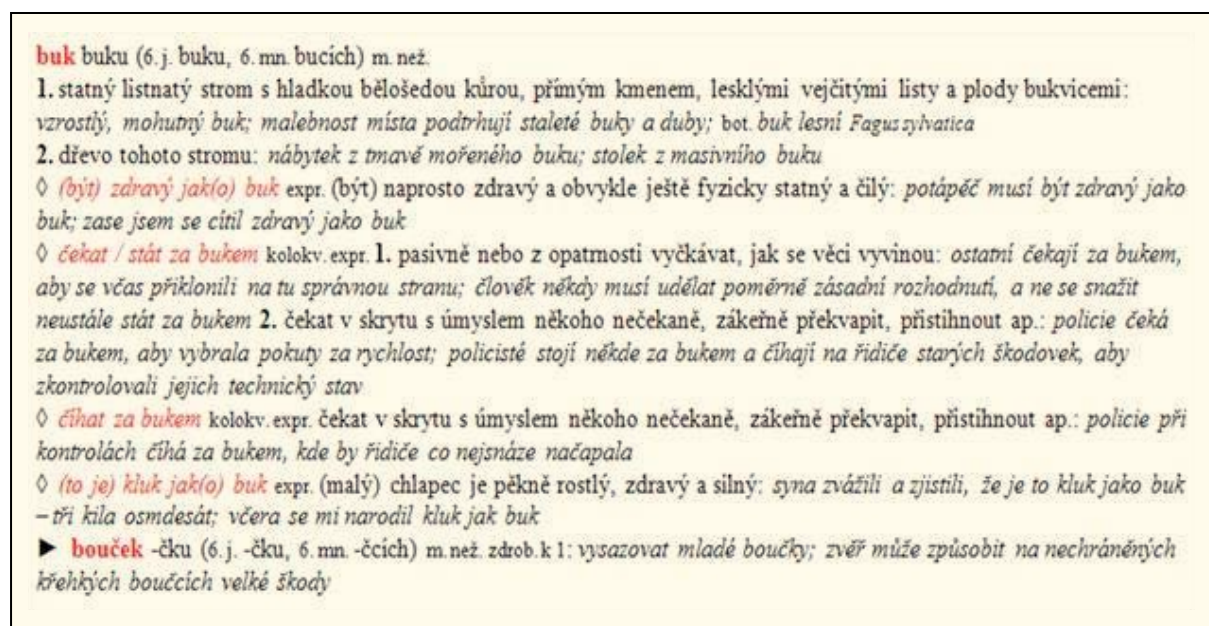 buk buku (6. j. buku, 6. mn. bucích) m. než.
1. statný listnatý strom s hladkou bělošedou kůrou, přímým kmenem, lesklými vejčitými listy a plody bukvicemi:
vzrostlý, mohutný buk; malebnost místa podtrhují staleté buky a duby; bot. buk lesní Fagus sylvatica
2. dřevo tohoto stromu: nábytek z tmavě mořeného buku; stolek z masivního buku
◊ (být) zdravý jak(o) buk expr. (být) naprosto zdravý a obvykle ještě fyzicky statný a čilý: potápěč musí být zdravý jako
buk; zase jsem se cítil zdravý jako buk
◊ čekat / stát za bukem kolokv. expr. 1. pasivně nebo z opatrnosti vyčkávat, jak se věci vyvinou: ostatní čekají za bukem,
aby se včas přiklonili na tu správnou stranu; člověk někdy musí udělat poměrně zásadní rozhodnutí, a ne se snažit
neustále stát za bukem 2. čekat v skrytu s úmyslem někoho nečekaně, zákeřně překvapit, přistihnout ap.: policie čeká
za bukem, aby vybrala pokuty za rychlost; policisté stojí někde za bukem a číhají na řidiče starých škodovek, aby
zkontrolovali jejich technický stav
◊ číhat za bukem kolokv. expr. čekat v skrytu s úmyslem někoho nečekaně, zákeřně překvapit, přistihnout ap.: policie při
kontrolách číhá za bukem, kde by řidiče co nejsnáze načapala
◊ (to je) kluk jak(o) buk expr. (malý) chlapec je pěkně rostlý, zdravý a silný: syna zvážili a zjistili, že je to kluk jako buk
– tři kila osmdesát; včera se mi narodil kluk jak buk
► bouček -čku (6. j. -čku, 6. mn. -čcích) m. než. zdrob. k 1: vysazovat mladé boučky; zvěř může způsobit na nechráněných
křehkých boučcích velké škody